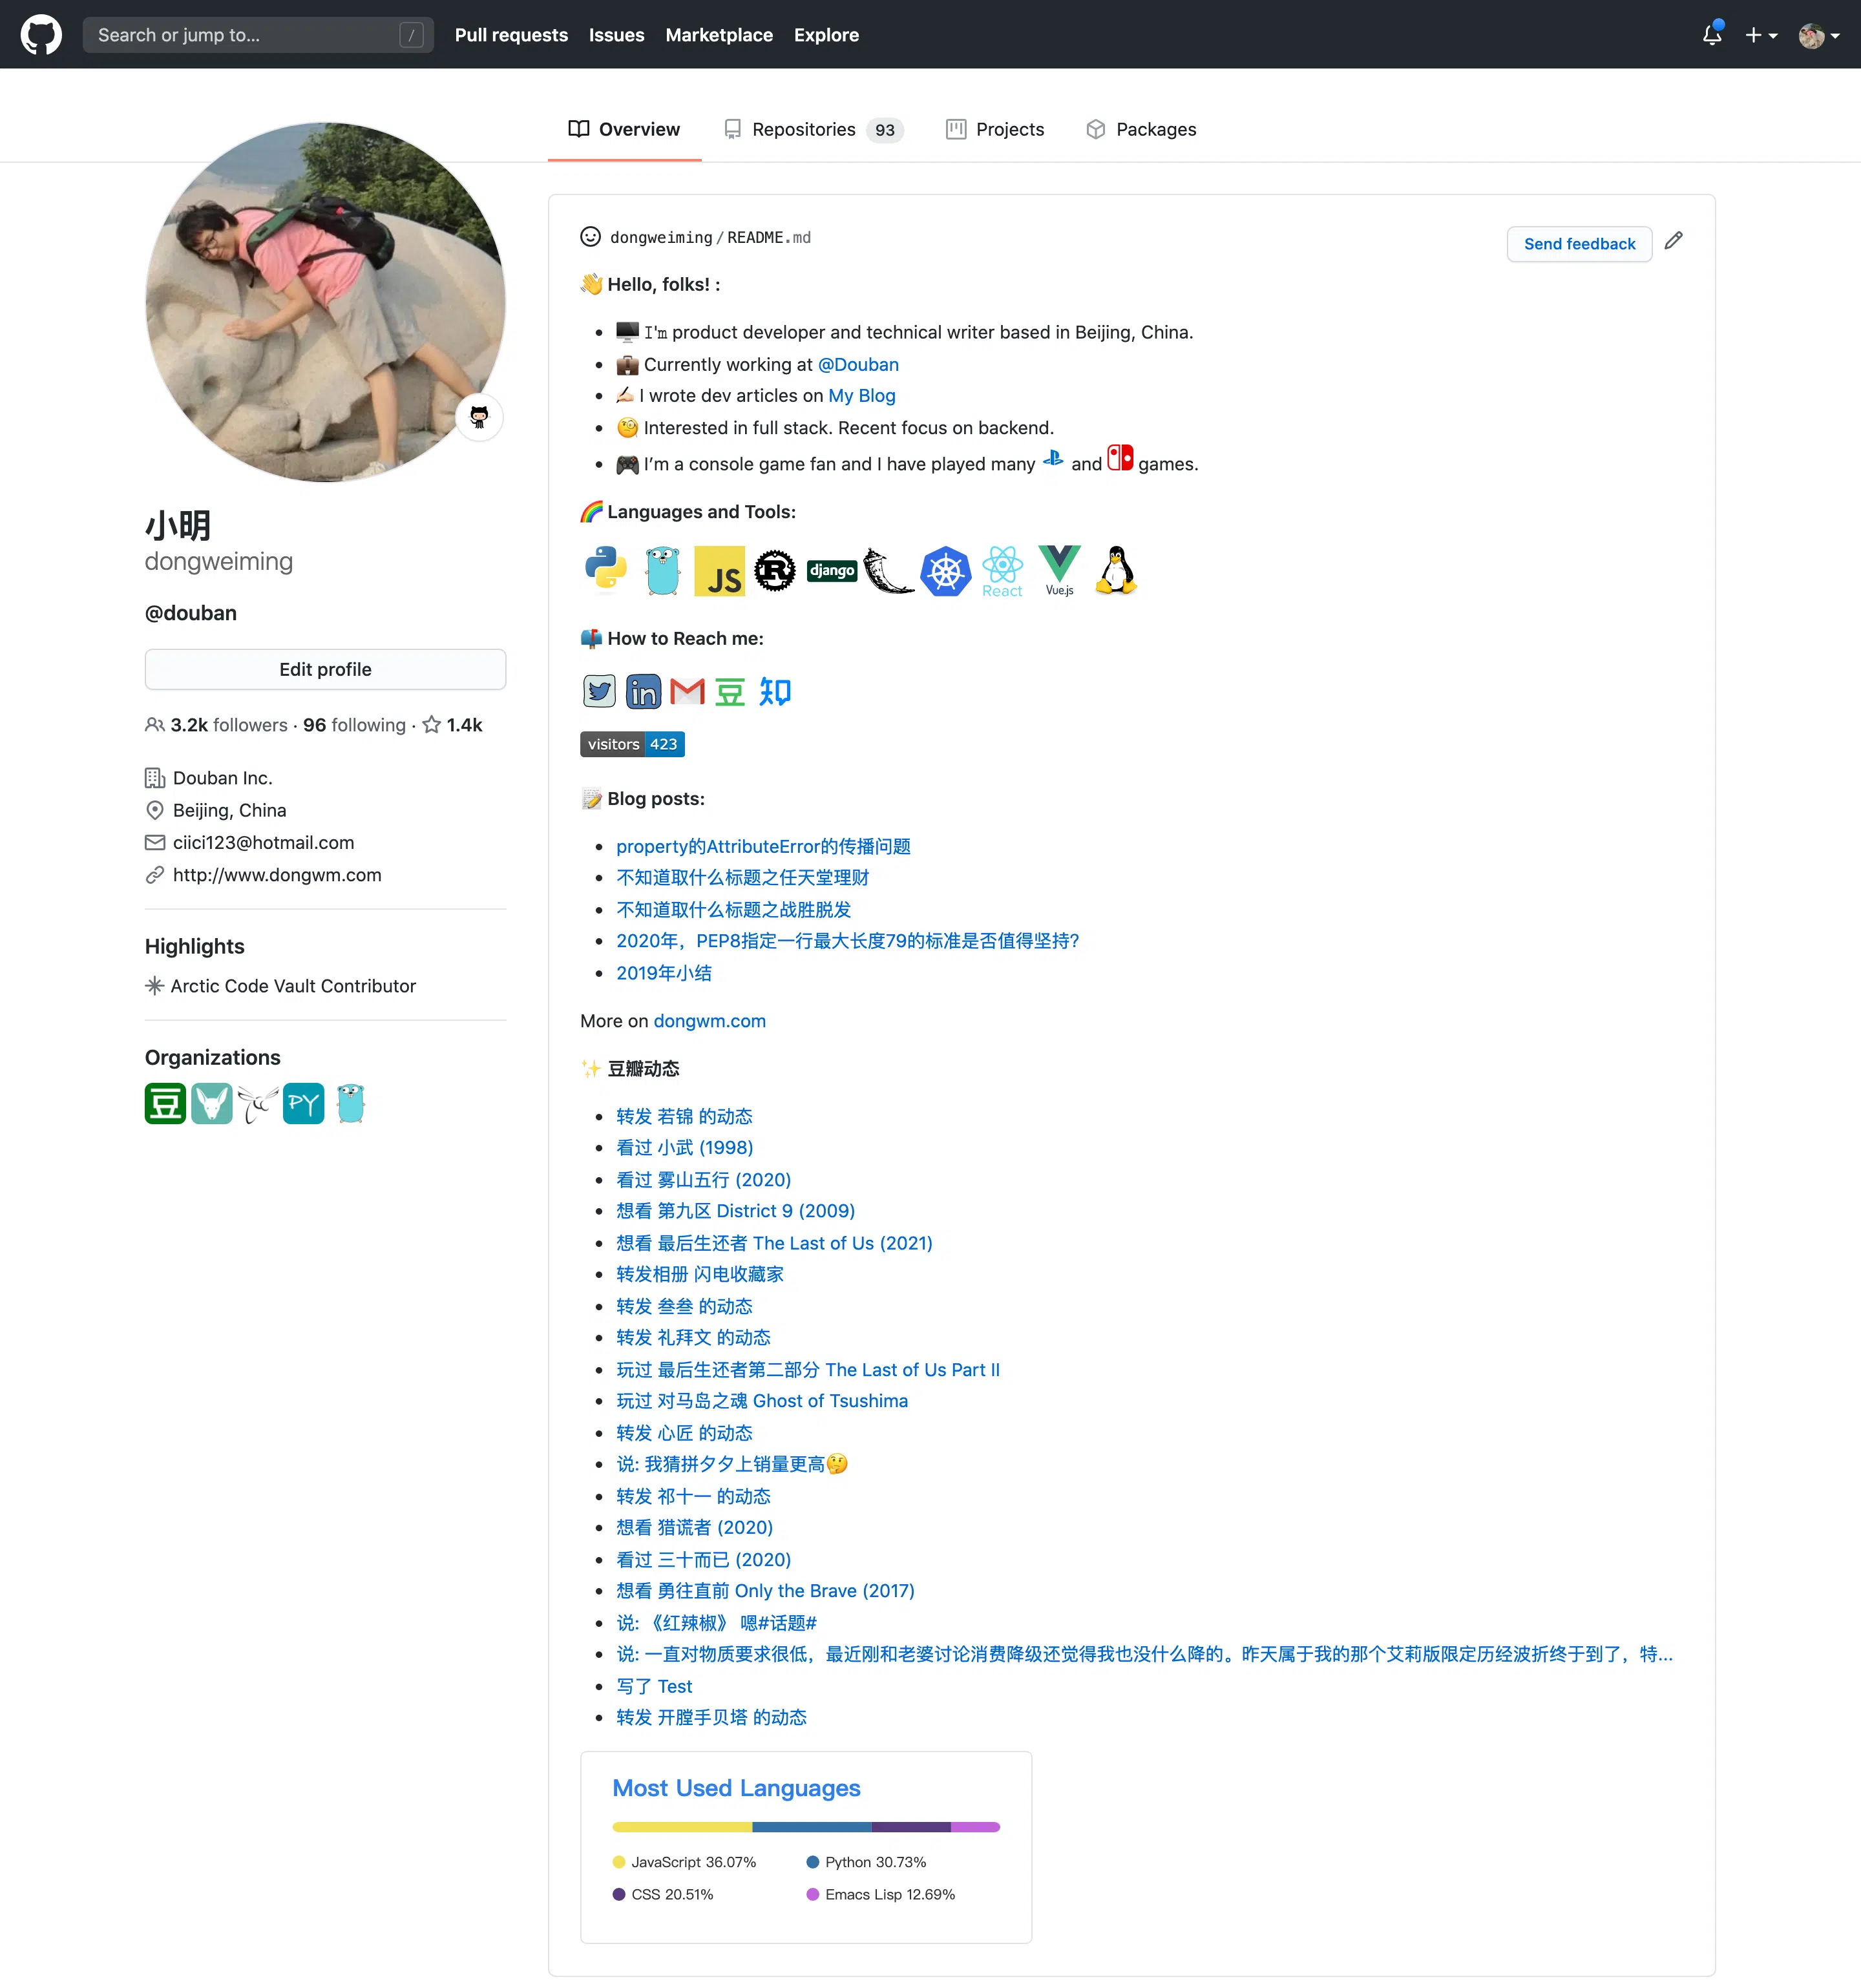 Search or jump to...
/
Pull requests
Issues
Marketplace
Explore
Overview
Repositories 93
Projects
Packages
小明
dongweiming
@douban
Edit profile
3.2k followers · 96 following · 1.4k
Douban Inc.
Beijing, China
ciici123@hotmail.com
http://www.dongwm.com
Highlights
Arctic Code Vault Contributor
Organizations
豆
PY
dongweiming/README.md
Send feedback
Hello, folks! :
I'm product developer and technical writer based in Beijing, China.
Currently working at @Douban
I wrote dev articles on My Blog
Interested in full stack. Recent focus on backend.
I’m a console game fan and I have played many and games.
Languages and Tools:
JS
R
django
React
Vue.js
How to Reach me:
in
豆
知
visitors 423
Blog posts:
property的AttributeError的传播问题
不知道取什么标题之任天堂理财
不知道取什么标题之战胜脱发
2020年，PEP8指定一行最大长度79的标准是否值得坚持?
2019年小结
More on dongwm.com
豆瓣动态
转发 若锦 的动态
看过 小武 (1998)
看过 雾山五行 (2020)
想看 第九区 District 9 (2009)
想看 最后生还者 The Last of Us (2021)
转发相册 闪电收藏家
转发 叁叁 的动态
转发 礼拜文 的动态
玩过 最后生还者第二部分 The Last of Us Part II
玩过 对马岛之魂 Ghost of Tsushima
转发 心匠 的动态
说: 我猜拼夕夕上销量更高🤔
转发 祁十一 的动态
想看 猎谎者 (2020)
看过 三十而已 (2020)
想看 勇往直前 Only the Brave (2017)
说: 《红辣椒》 嗯#话题#
说: 一直对物质要求很低，最近刚和老婆讨论消费降级还觉得我也没什么降的。昨天属于我的那个艾莉版限定历经波折终于到了，特...
写了 Test
转发 开膛手贝塔 的动态
Most Used Languages
JavaScript 36.07%
Python 30.73%
CSS 20.51%
Emacs Lisp 12.69%